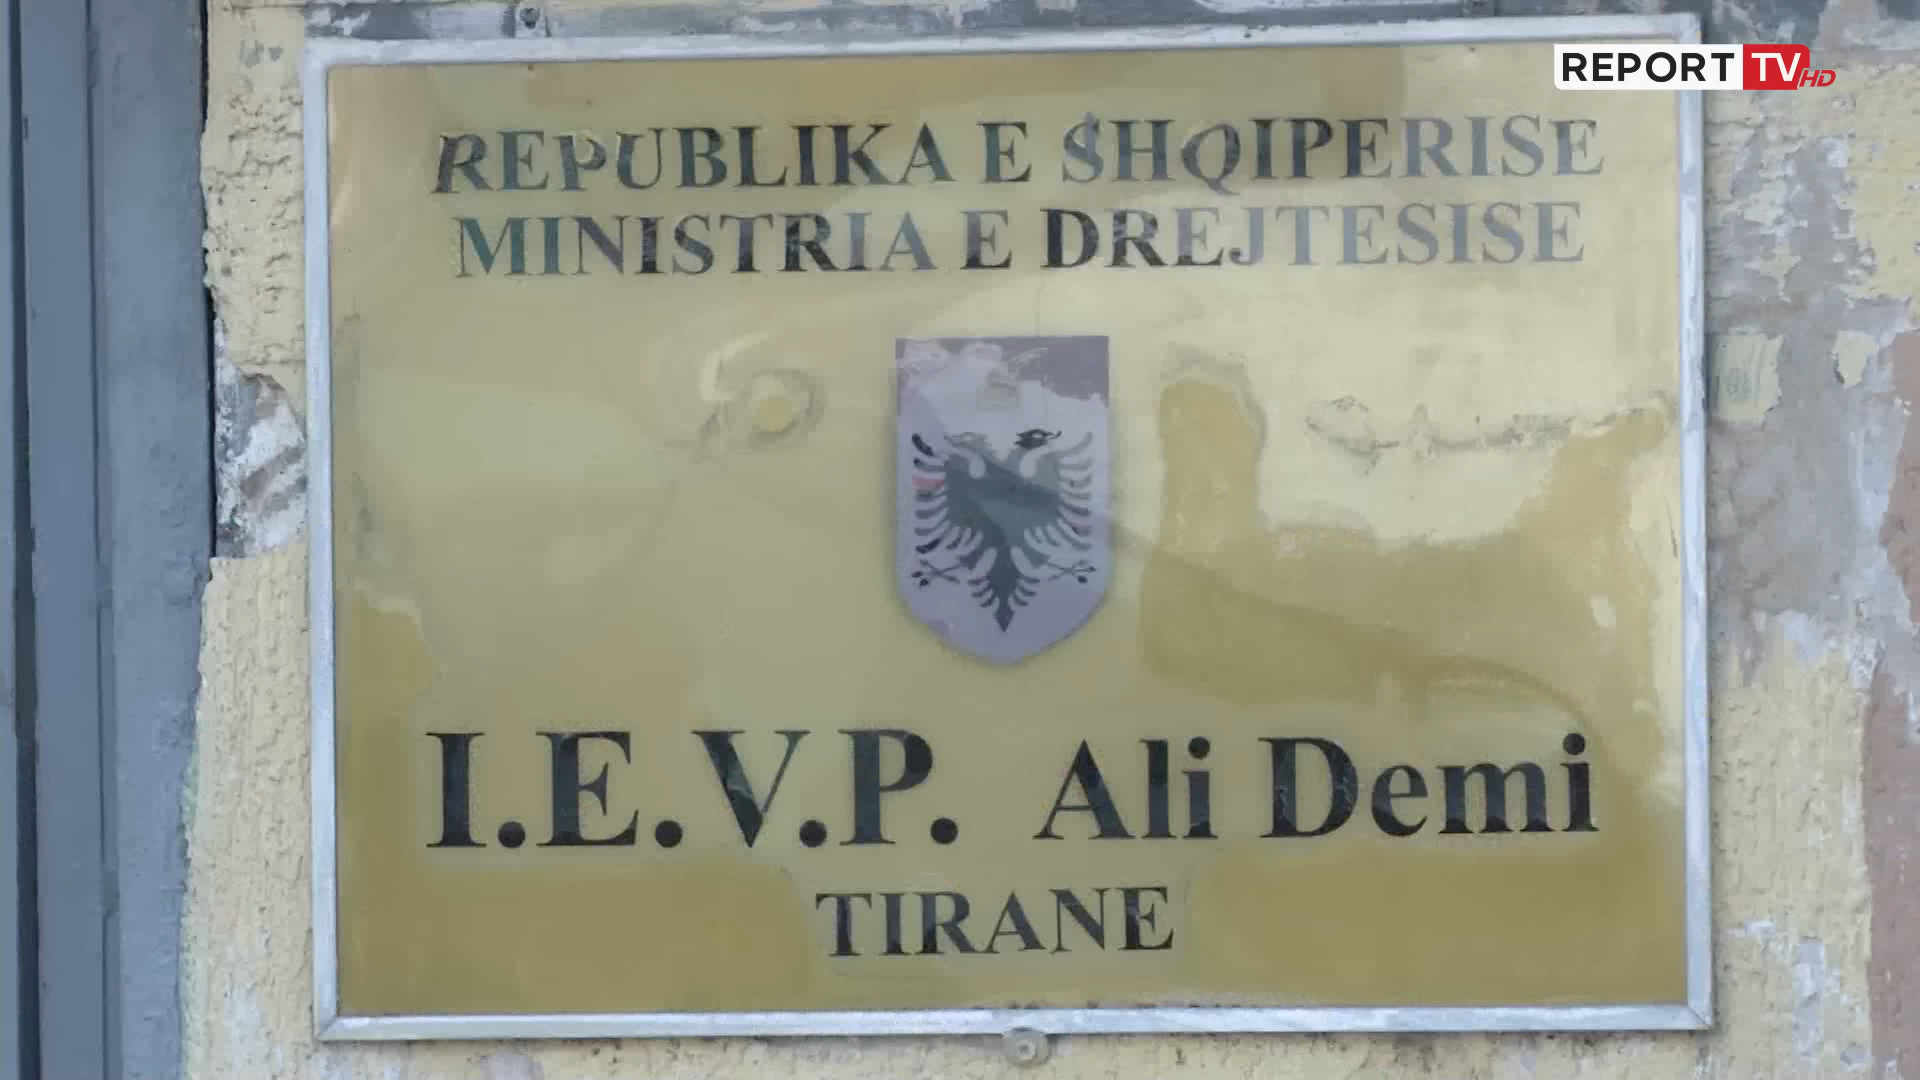 REPORT TV HD
REPUBLIKA E SHQIPERISE
MINISTRIA E DREJTESISE
I.E.V.P. Ali Demi
TIRANE